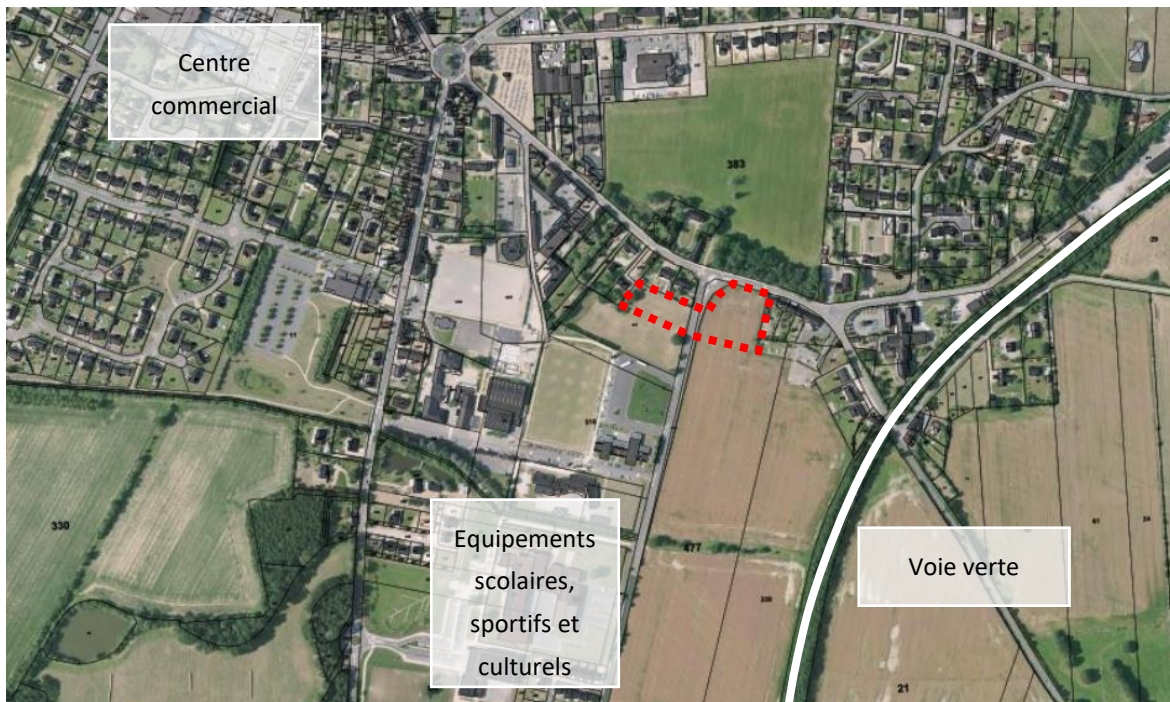 Centre
commercial
383
330
Equipements
scolaires,
sportifs et
culturels
477
Voie verte
21